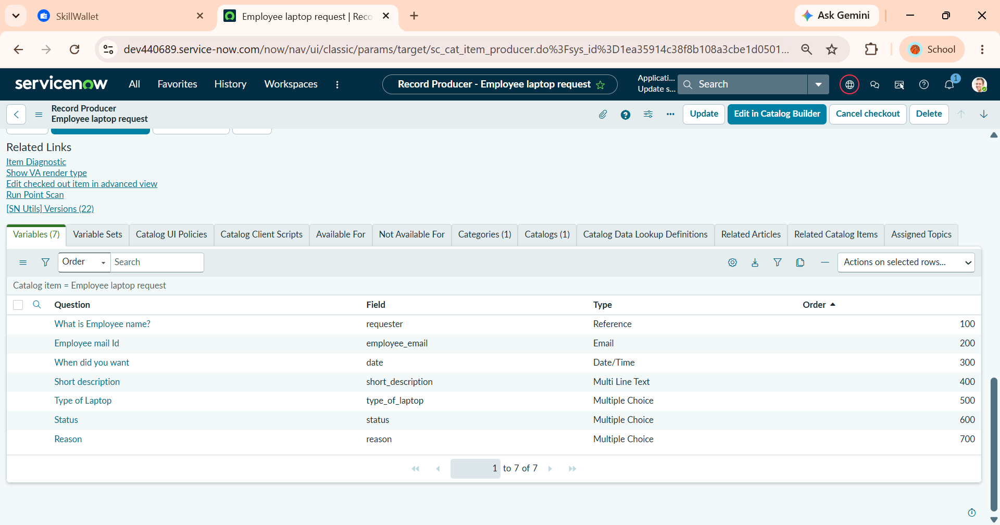 SkillWallet
Employee laptop request | Reco
Ask Gemini
dev440689.service-now.com/now/nav/ui/classic/params/target/sc_cat_item_producer.do%3Fsys_id%3D1ea35914c38f8b108a3cbe1d0501...
School
servicenow
All
Favorites
History
Workspaces
Record Producer - Employee laptop request
Applicati...
Update s...
Search
1
Record Producer
Employee laptop request
Update
Edit in Catalog Builder
Cancel checkout
Delete
Related Links
Item Diagnostic
Show VA render type
Edit checked out item in advanced view
Run Point Scan
[SN Utils] Versions (22)
Variables (7)
Variable Sets
Catalog UI Policies
Catalog Client Scripts
Available For
Not Available For
Categories (1)
Catalogs (1)
Catalog Data Lookup Definitions
Related Articles
Related Catalog Items
Assigned Topics
Order
Search
Actions on selected rows...
Catalog item = Employee laptop request
Question Field Type Order
What is Employee name? requester Reference 100
Employee mail Id employee_email Email 200
When did you want date Date/Time 300
Short description short_description Multi Line Text 400
Type of Laptop type_of_laptop Multiple Choice 500
Status status Multiple Choice 600
Reason reason Multiple Choice 700
1 to 7 of 7